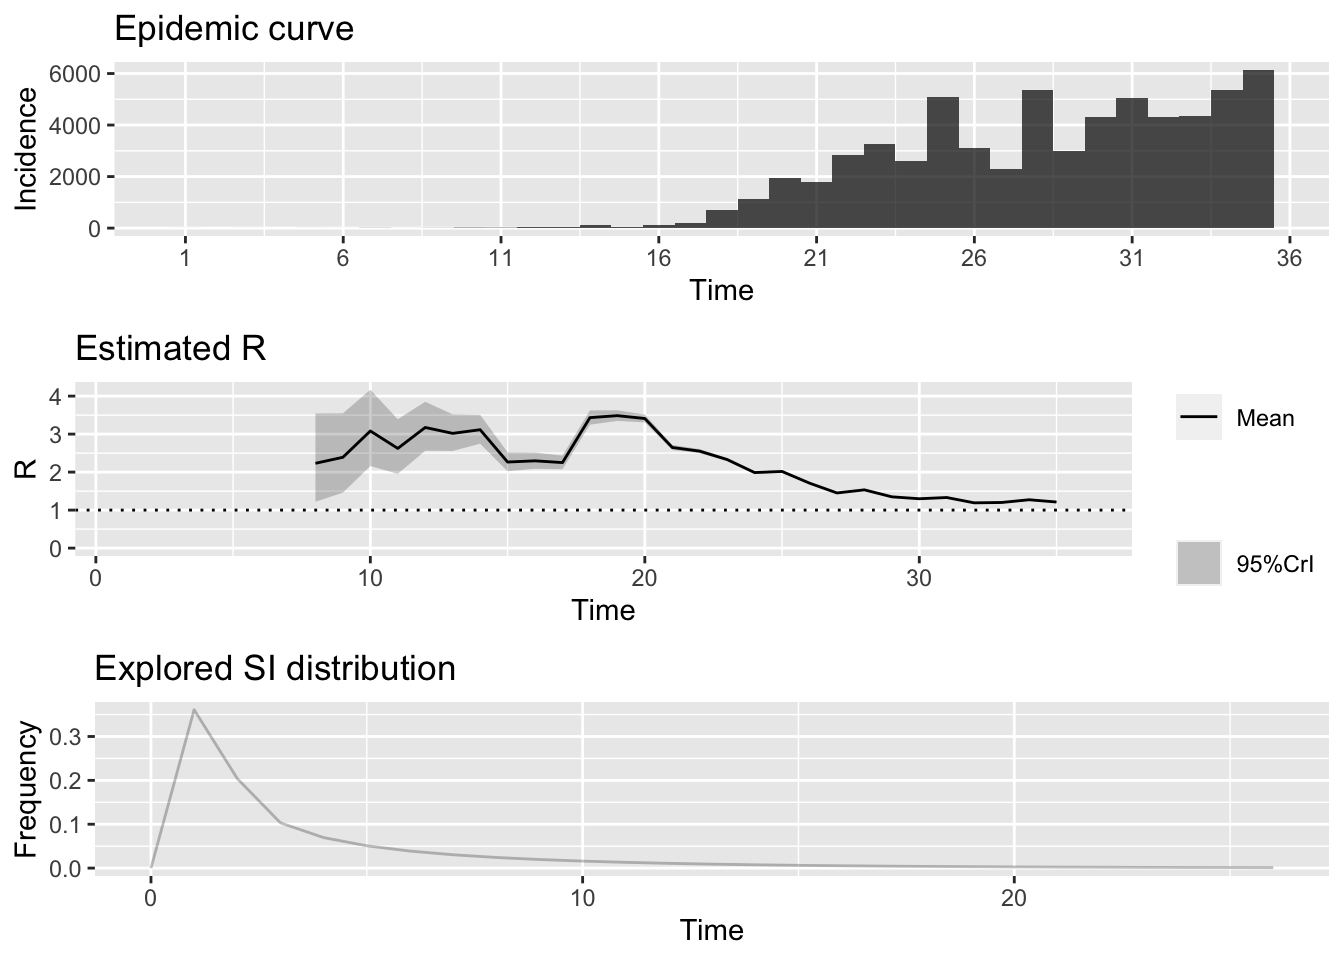 Epidemic curve
6000
4000
2000
0
Incidence
1 6 11 16 21 26 31 36
Time
Estimated R
4
3
2
1
0
R
0 10 20 30
Time
Mean
95%CrI
Explored SI distribution
0.3
0.2
0.1
0.0
Frequency
0 10 20
Time